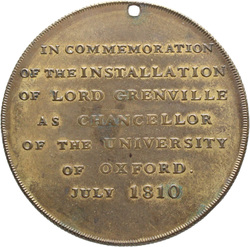 IN COMMEMORATION
OF THE INSTALLATION
OF LORD GRENVILLE
AS CHANCELLOR
OF THE UNIVERSITY
OF OXFORD.
JULY 1810